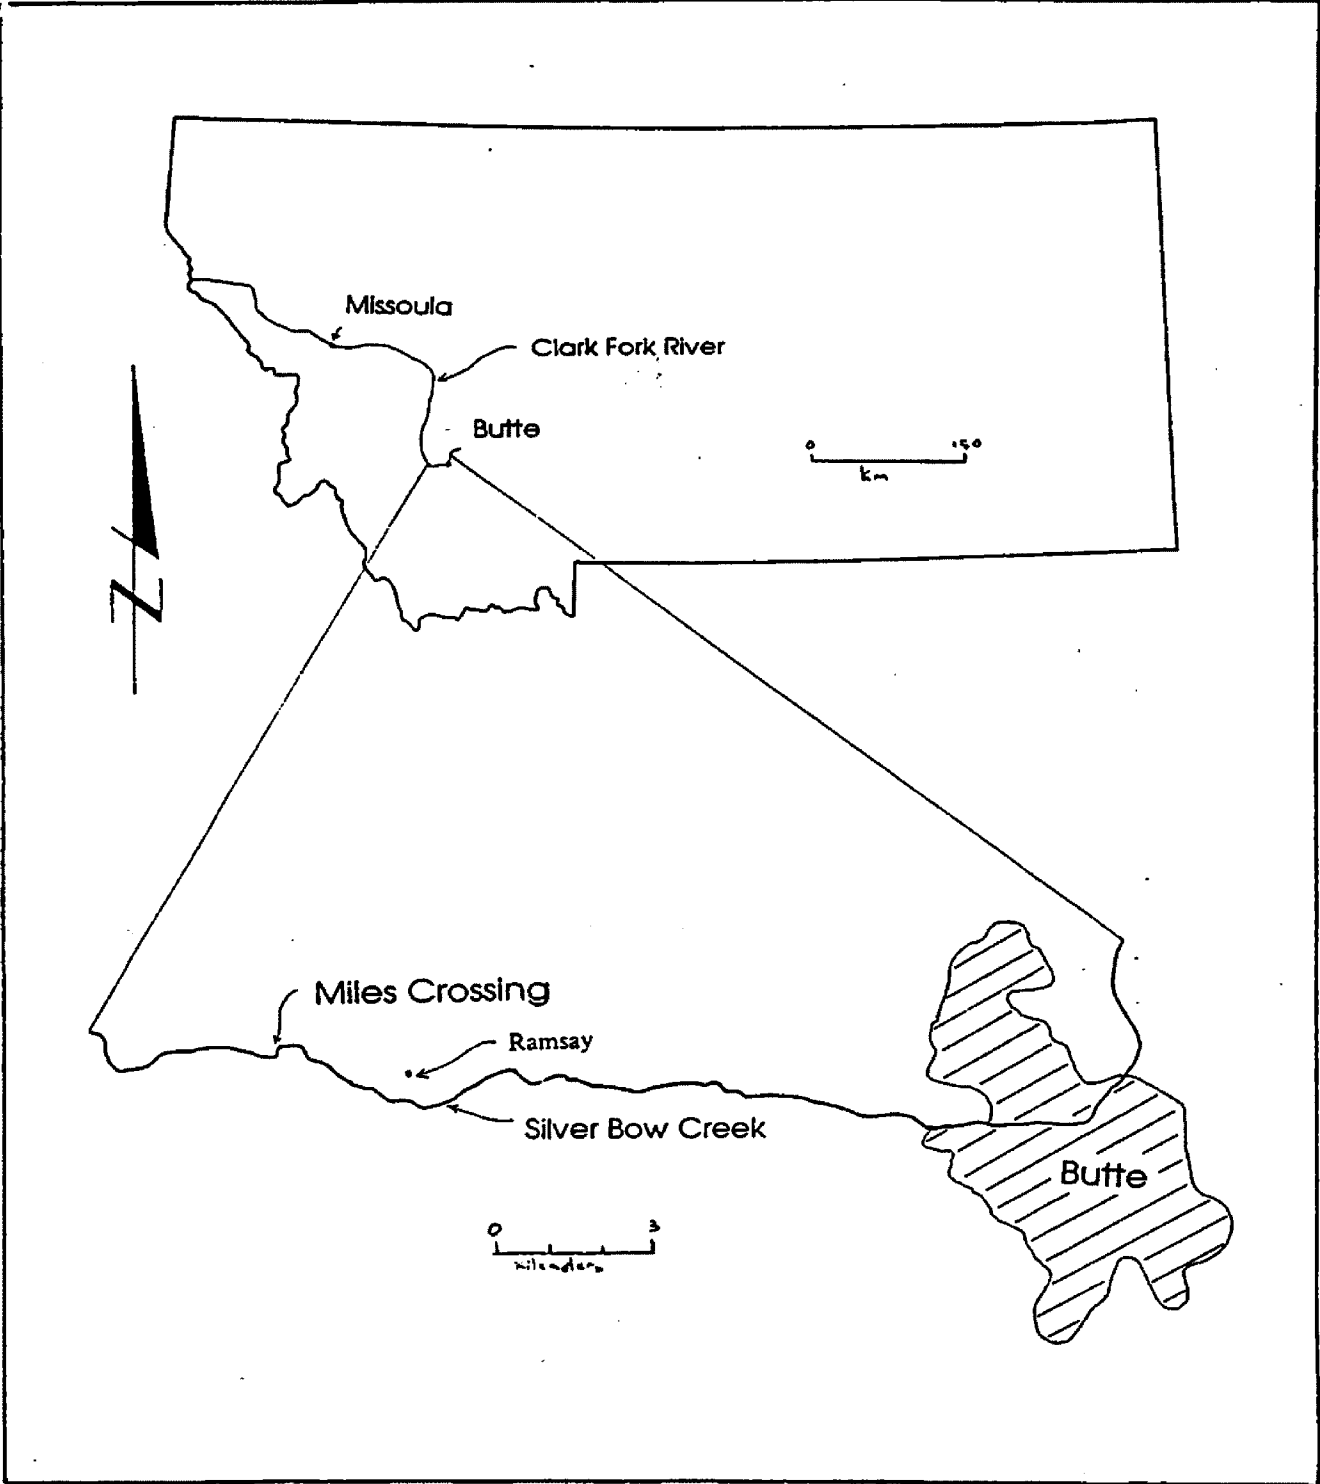 Missoula
Clark Fork River
Butte
0 150
km
N
Miles Crossing
Ramsay
Silver Bow Creek
Butte
0 3